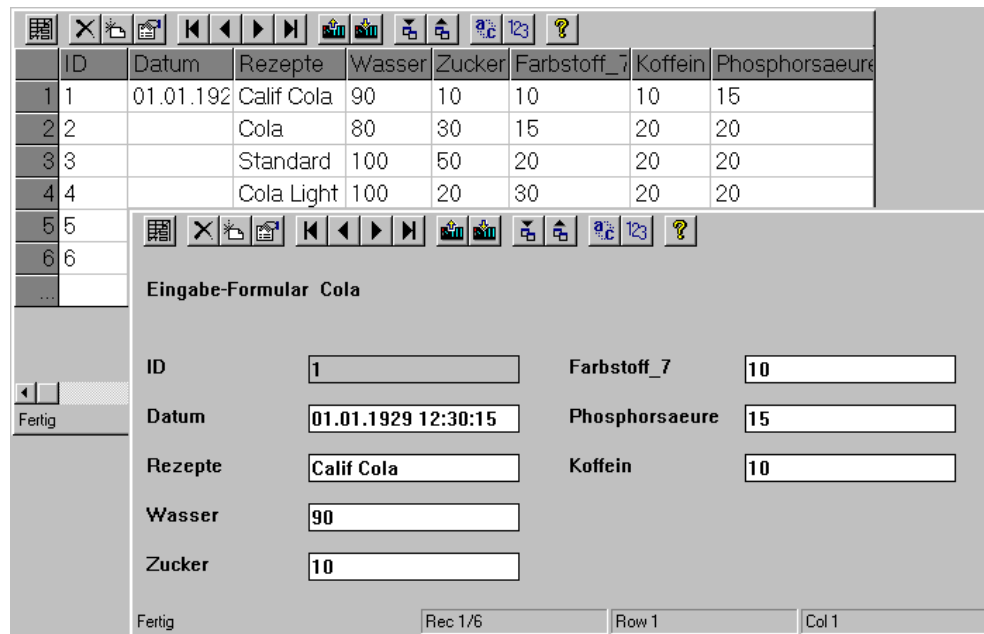 ID Datum Rezepte Wasser Zucker Farbstoff_7 Koffein Phosphorsaeure
1 1 01.01.192 Calif Cola 90 10 10 10 15
2 2 Cola 80 30 15 20 20
3 3 Standard 100 50 20 20 20
4 4 Cola Light 100 20 30 20 20
5 5
6 6
...
Fertig
Eingabe-Formular Cola
ID 1 Farbstoff_7 10
Datum 01.01.1929 12:30:15 Phosphorsaeure 15
Rezepte Calif Cola Koffein 10
Wasser 90
Zucker 10
Fertig Rec 1/6 Row 1 Col 1